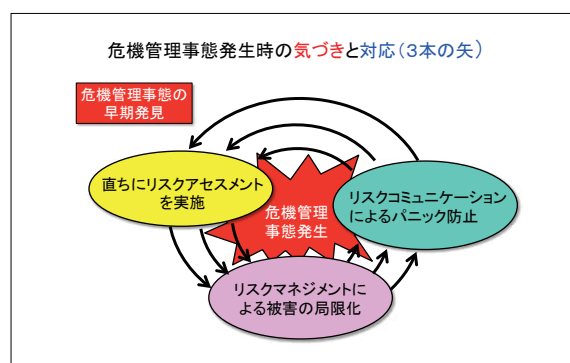 危機管理事態発生時の気づきと対応(3本の矢)
危機管理事態の
早期発見
直ちにリスクアセスメント
を実施
危機管理
事態発生
リスクコミュニケーション
によるパニック防止
リスクマネジメントに
よる被害の局限化